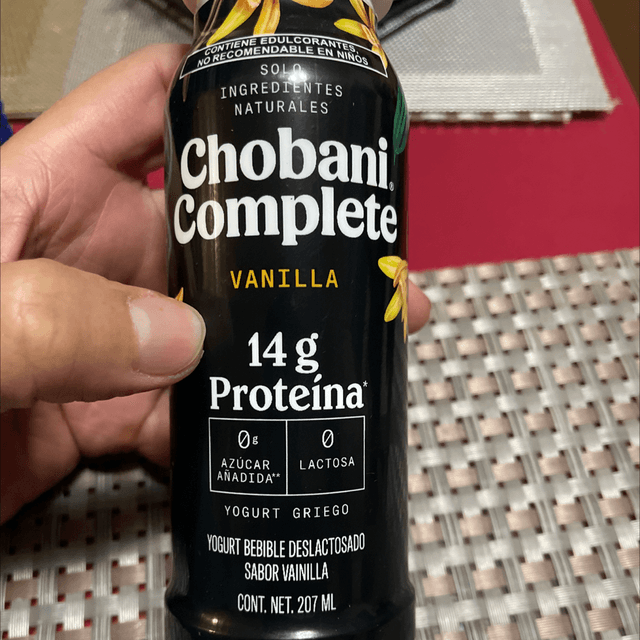 CONTIENE EDULCORANTES,
NO RECOMENDABLE EN NIÑOS
SOLO
INGREDIENTES
NATURALES
Chobani®
Complete
VANILLA
14 g
Proteína*
0g
AZÚCAR
AÑADIDA**
0
LACTOSA
YOGURT GRIEGO
YOGURT BEBIBLE DESLACTOSADO
SABOR VAINILLA
CONT. NET. 207 ML